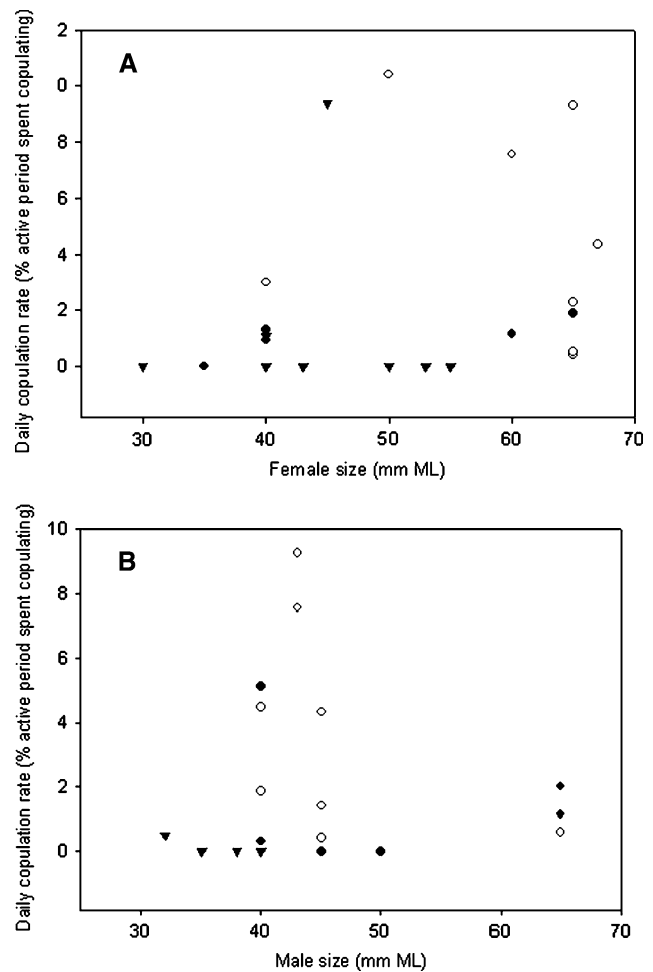 A
Daily copulation rate (% active period spent copulating)
2
0
8
6
4
2
0
30 40 50 60 70
Female size (mm ML)
B
Daily copulation rate (% active period spent copulating)
10
8
6
4
2
0
30 40 50 60 70
Male size (mm ML)